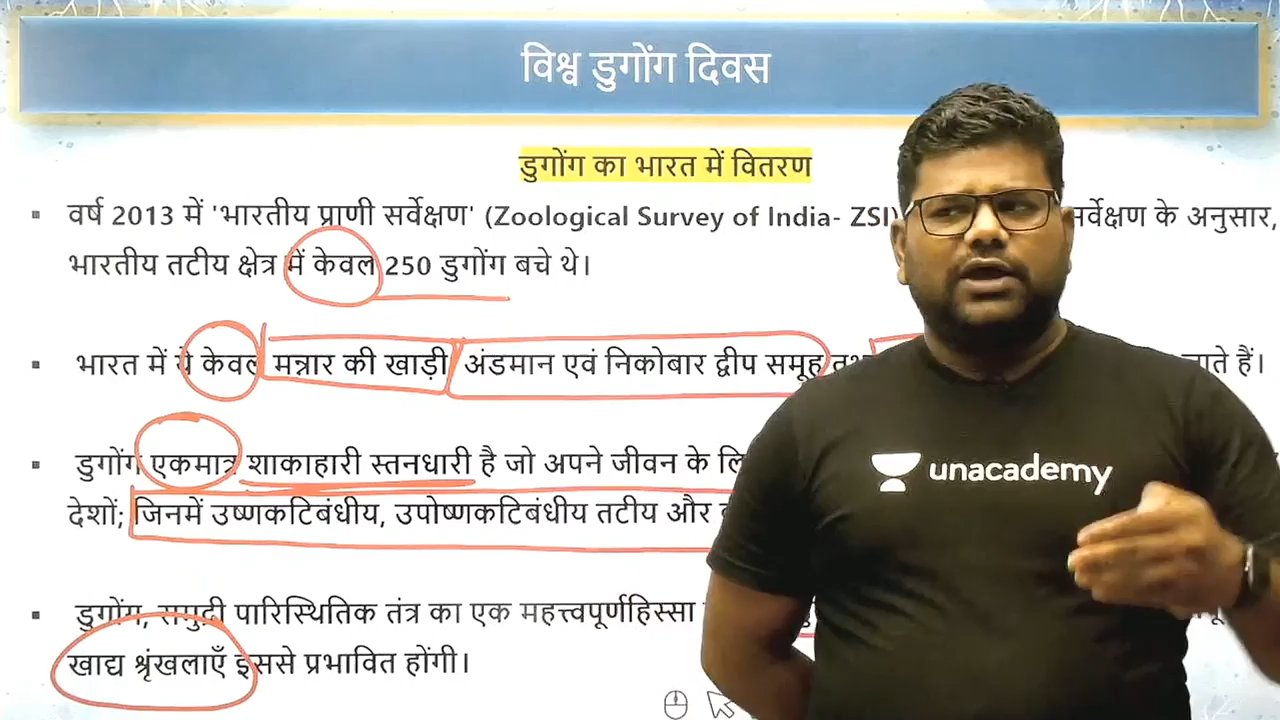 विश्व डुगोंग दिवस
डुगोंग का भारत में वितरण
▪ वर्ष 2013 में 'भारतीय प्राणी सर्वेक्षण' (Zoological Survey of India- ZSI) सर्वेक्षण के अनुसार,
भारतीय तटीय क्षेत्र में केवल 250 डुगोंग बचे थे।
▪ भारत में ये केवल मन्नार की खाड़ी अंडमान एवं निकोबार द्वीप समूह जाते हैं।
▪ डुगोंग एकमात्र शाकाहारी स्तनधारी है जो अपने जीवन के
देशों; जिनमें उष्णकटिबंधीय, उपोष्णकटिबंधीय तटीय और
▪ डुगोंग, समुद्री पारिस्थितिक तंत्र का एक महत्त्वपूर्णहिस्सा
खाद्य श्रृंखलाएँ इससे प्रभावित होंगी।
unacademy